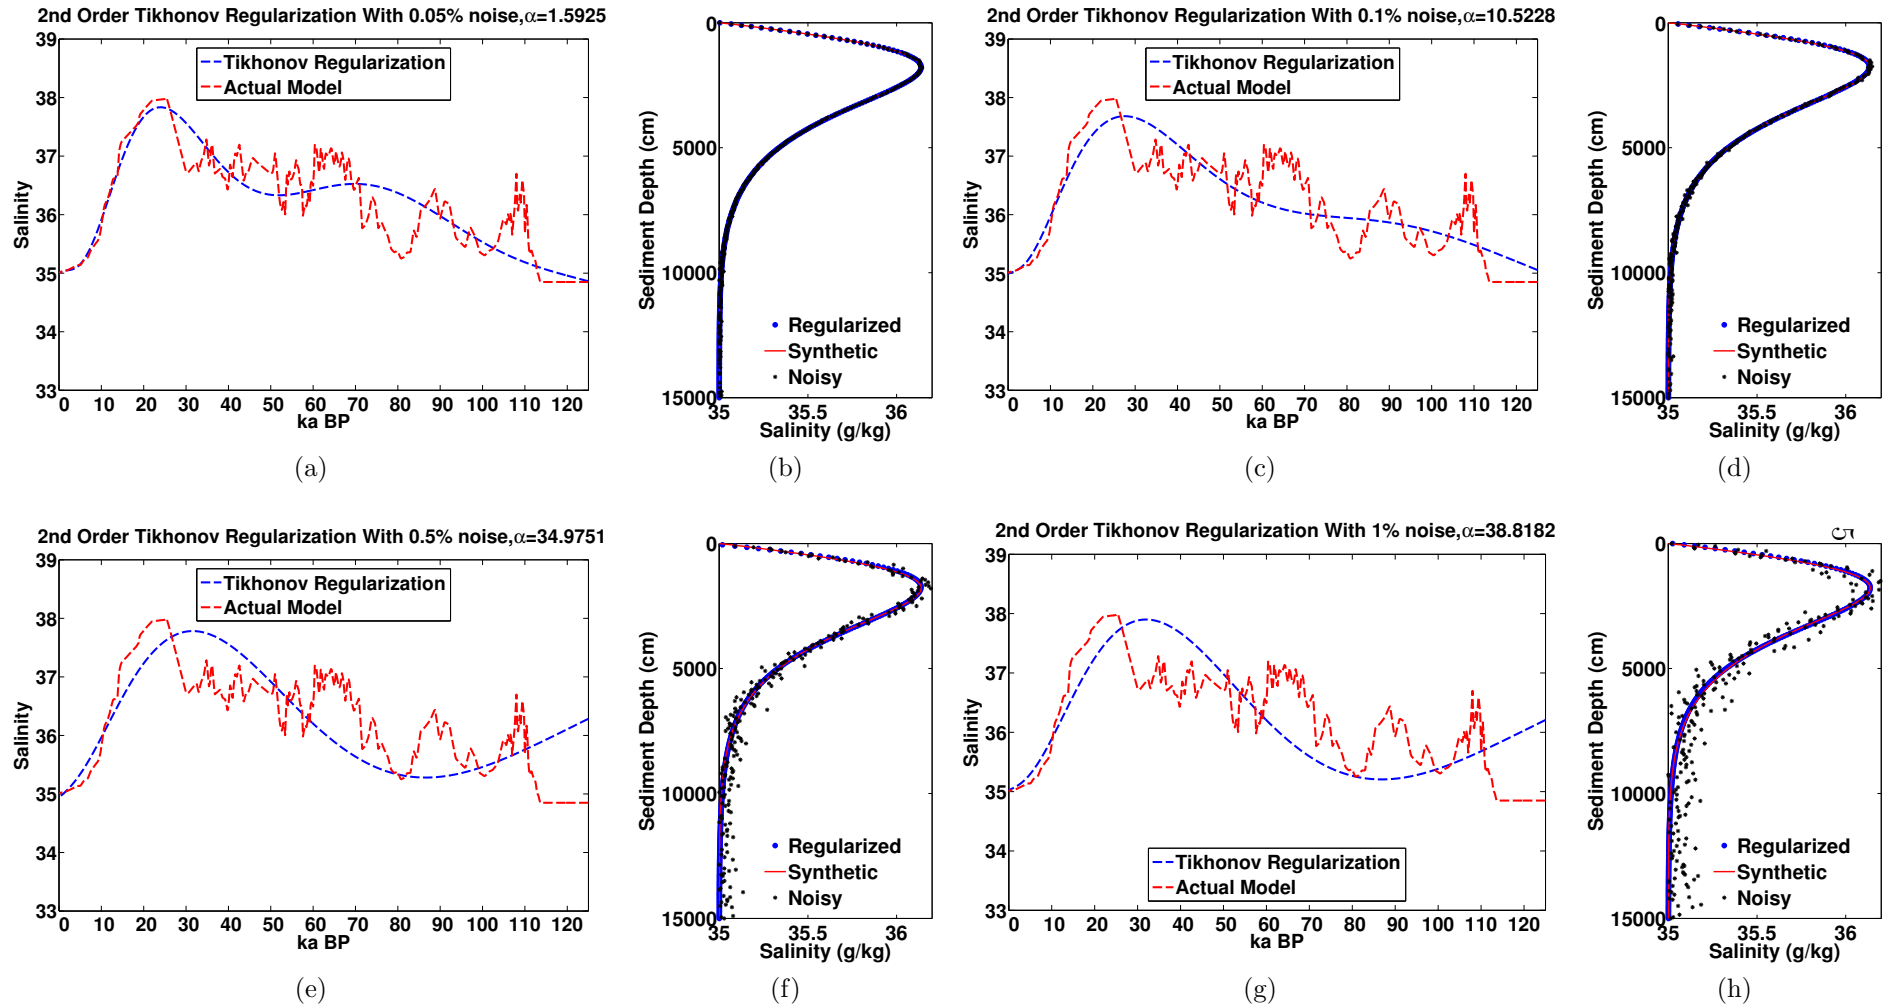 2nd Order Tikhonov Regularization With 0.05% noise,α=1.5925
39
38
37
36
35
34
33
Salinity
Tikhonov Regularization
Actual Model
0 10 20 30 40 50 60 70 80 90 100 110 120
ka BP
(a)
0
5000
10000
15000
Sediment Depth (cm)
Regularized
Synthetic
Noisy
35 35.5 36
Salinity (g/kg)
(b)
2nd Order Tikhonov Regularization With 0.1% noise,α=10.5228
39
38
37
36
35
34
33
Salinity
Tikhonov Regularization
Actual Model
0 10 20 30 40 50 60 70 80 90 100 110 120
ka BP
(c)
0
5000
10000
15000
Sediment Depth (cm)
Regularized
Synthetic
Noisy
35 35.5 36
Salinity (g/kg)
(d)
2nd Order Tikhonov Regularization With 0.5% noise,α=34.9751
39
38
37
36
35
34
33
Salinity
Tikhonov Regularization
Actual Model
0 10 20 30 40 50 60 70 80 90 100 110 120
ka BP
(e)
0
5000
10000
15000
Sediment Depth (cm)
Regularized
Synthetic
Noisy
35 35.5 36
Salinity (g/kg)
(f)
2nd Order Tikhonov Regularization With 1% noise,α=38.8182
39
38
37
36
35
34
33
Salinity
Tikhonov Regularization
Actual Model
0 10 20 30 40 50 60 70 80 90 100 110 120
ka BP
(g)
5
0
5000
10000
15000
Sediment Depth (cm)
Regularized
Synthetic
Noisy
35 35.5 36
Salinity (g/kg)
(h)